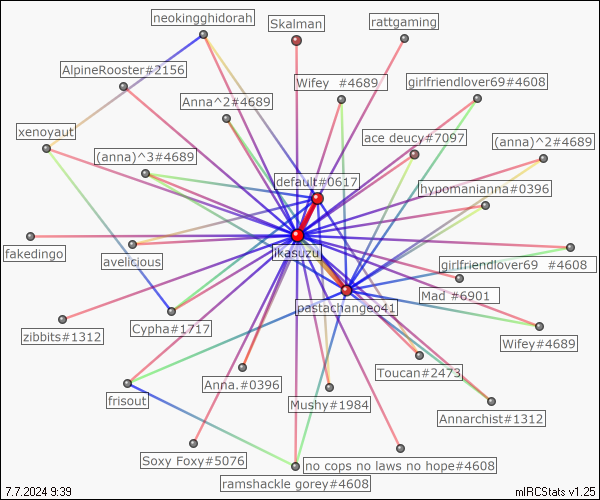 neokingghidorah
Skalman
rattgaming
AlpineRooster#2156
Wifey  #4689
girlfriendlover69#4608
Anna^2#4689
xenoyaut
ace deucy#7097
(anna)^2#4689
(anna)^3#4689
default#0617
hypomanianna#0396
fakedingo
avelicious
ikasuzu
girlfriendlover69  #4608
Mad #6901
pastachangeo41
zibbits#1312
Cypha#1717
Wifey#4689
Toucan#2473
Anna.#0396
frisout
Mushy#1984
Annarchist#1312
Soxy Foxy#5076
no cops no laws no hope#4608
ramshackle gorey#4608
7.7.2024 9:39
mIRCStats v1.25